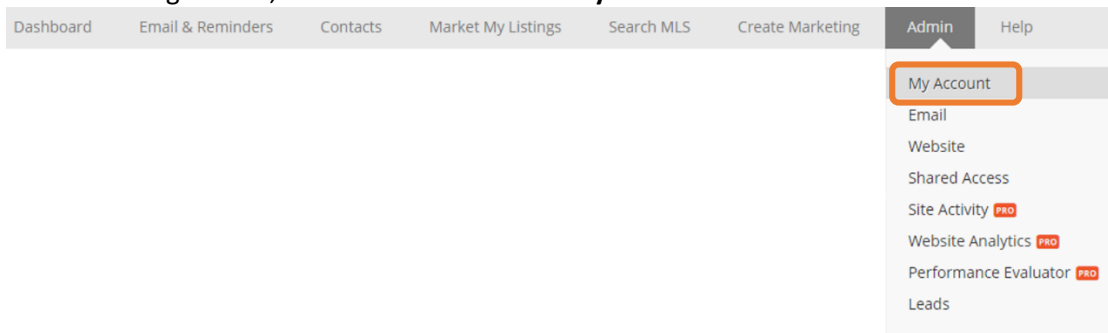 Dashboard Email & Reminders Contacts Market My Listings Search MLS Create Marketing Admin Help
My Account
Email
Website
Shared Access
Site Activity PRO
Website Analytics PRO
Performance Evaluator PRO
Leads